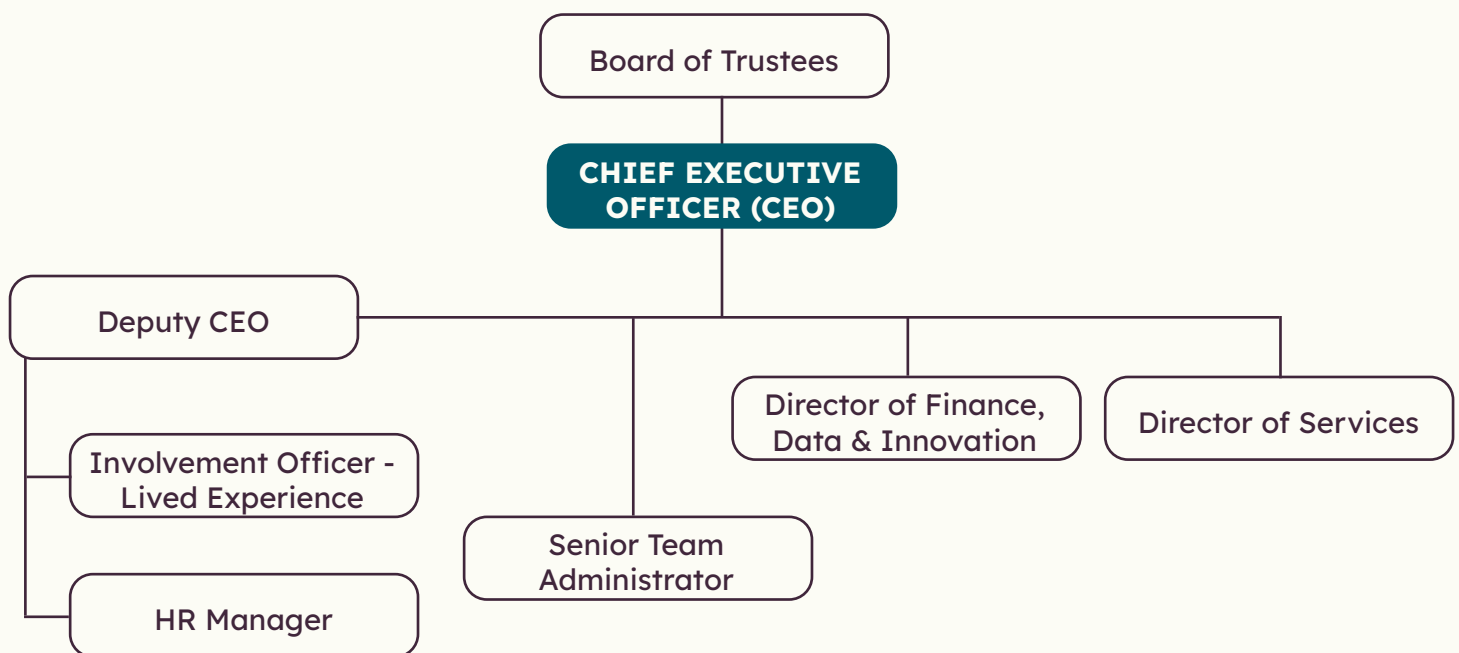 Board of Trustees
CHIEF EXECUTIVE
OFFICER (CEO)
Deputy CEO
Director of Finance,
Data & Innovation
Director of Services
Involvement Officer -
Lived Experience
Senior Team
Administrator
HR Manager